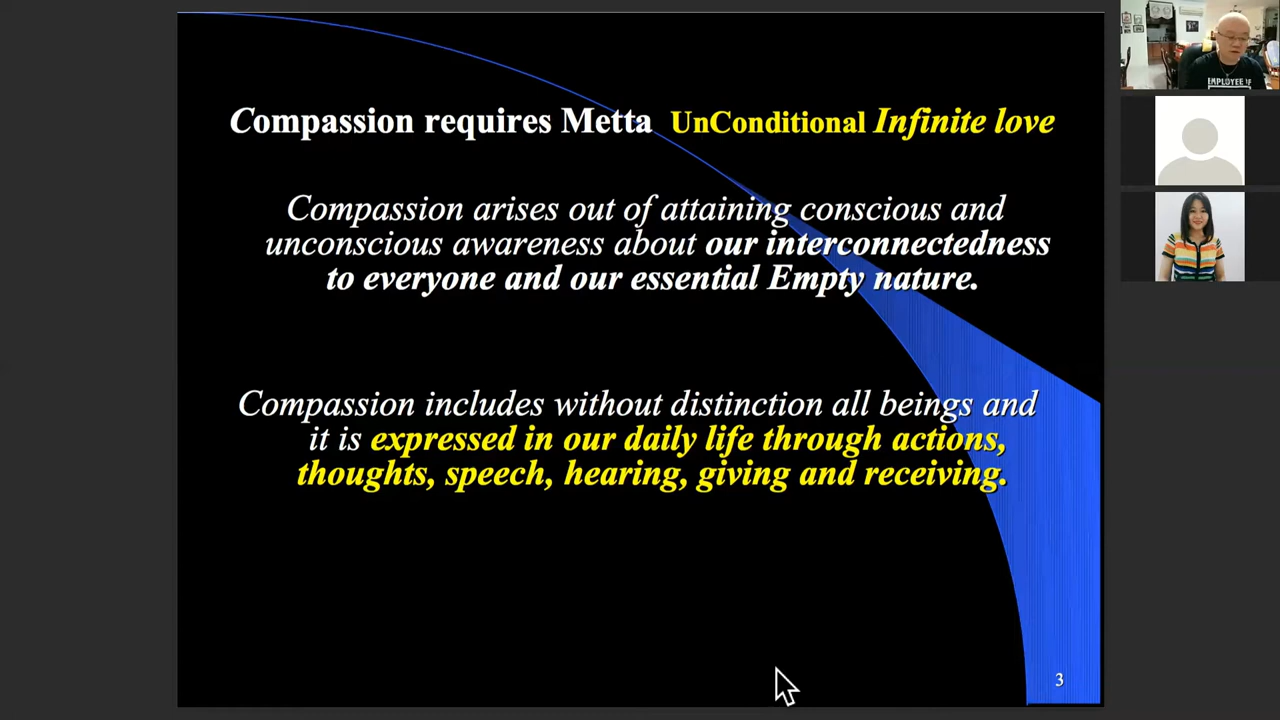 Compassion requires Metta UnConditional Infinite love
Compassion arises out of attaining conscious and
unconscious awareness about our interconnectedness
to everyone and our essential Empty nature.
Compassion includes without distinction all beings and
it is expressed in our daily life through actions,
thoughts, speech, hearing, giving and receiving.
3
EMPLOYEE OF